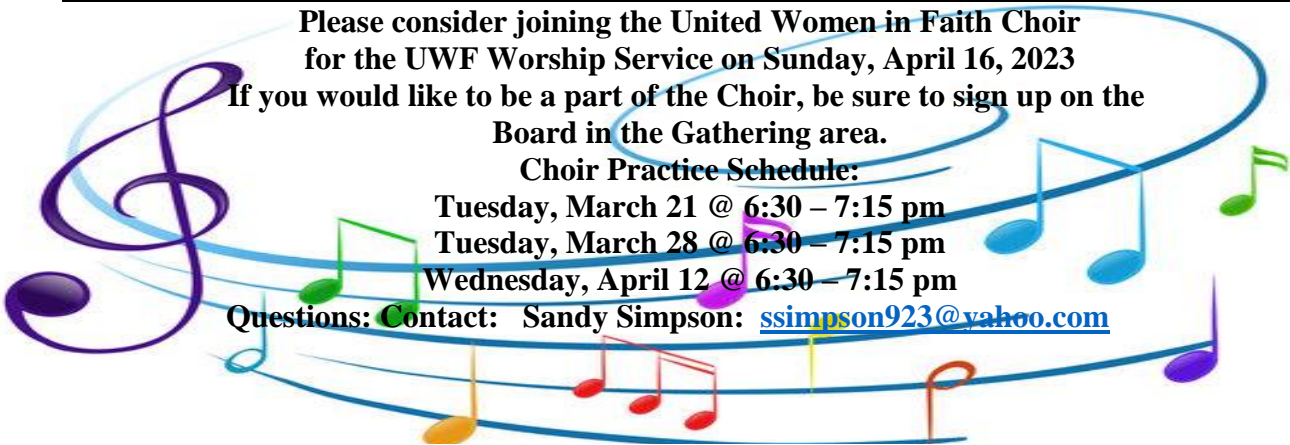 Please consider joining the United Women in Faith Choir
for the UWF Worship Service on Sunday, April 16, 2023
If you would like to be a part of the Choir, be sure to sign up on the
Board in the Gathering area.
Choir Practice Schedule:
Tuesday, March 21 @ 6:30 – 7:15 pm
Tuesday, March 28 @ 6:30 – 7:15 pm
Wednesday, April 12 @ 6:30 – 7:15 pm
Questions: Contact: Sandy Simpson: ssimpson923@yahoo.com